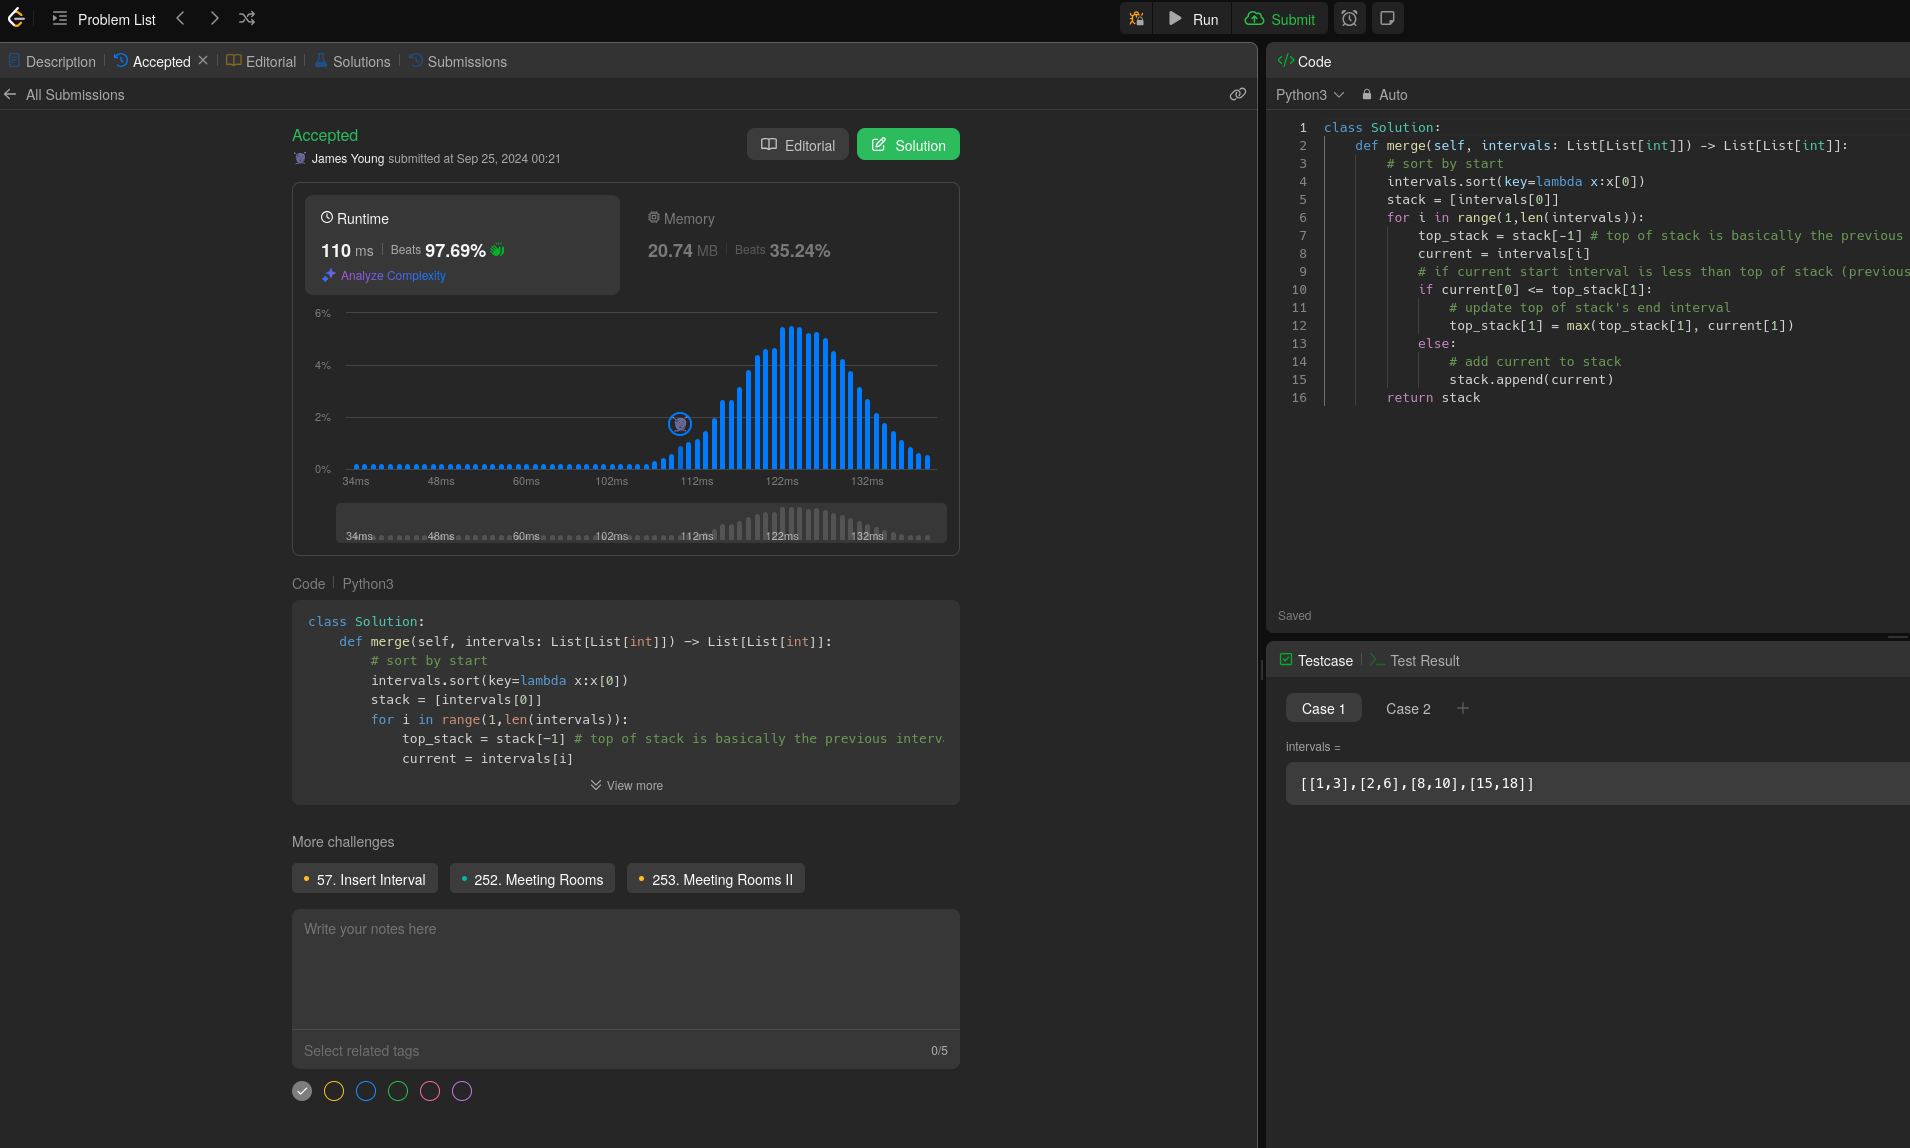 Problem List
Run
Submit
Description
Accepted
Editorial
Solutions
Submissions
All Submissions
Accepted
James Young submitted at Sep 25, 2024 00:21
Editorial
Solution
Runtime
110 ms Beats 97.69%
Analyze Complexity
Memory
20.74 MB Beats 35.24%
6%
4%
2%
0%
34ms 48ms 60ms 102ms 112ms 122ms 132ms
34ms 48ms 60ms 102ms 112ms 122ms 132ms
Code Python3
class Solution:
    def merge(self, intervals: List[List[int]]) -> List[List[int]]:
        # sort by start
        intervals.sort(key=lambda x:x[0])
        stack = [intervals[0]]
        for i in range(1,len(intervals)):
            top_stack = stack[-1] # top of stack is basically the previous interv
            current = intervals[i]
View more
More challenges
57. Insert Interval
252. Meeting Rooms
253. Meeting Rooms II
Write your notes here
Select related tags
0/5
Code
Python3
Auto
1 class Solution:
2     def merge(self, intervals: List[List[int]]) -> List[List[int]]:
3         # sort by start
4         intervals.sort(key=lambda x:x[0])
5         stack = [intervals[0]]
6         for i in range(1,len(intervals)):
7             top_stack = stack[-1] # top of stack is basically the previous
8             current = intervals[i]
9             # if current start interval is less than top of stack (previous
10             if current[0] <= top_stack[1]:
11                 # update top of stack's end interval
12                 top_stack[1] = max(top_stack[1], current[1])
13             else:
14                 # add current to stack
15                 stack.append(current)
16         return stack
Saved
Testcase
Test Result
Case 1
Case 2
intervals =
[[1,3],[2,6],[8,10],[15,18]]